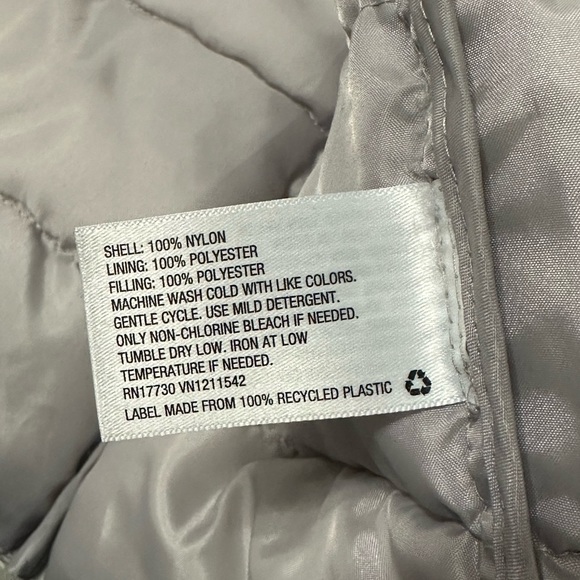 SHELL: 100% NYLON
LINING: 100% POLYESTER
FILLING: 100% POLYESTER
MACHINE WASH COLD WITH LIKE COLORS.
GENTLE CYCLE. USE MILD DETERGENT.
ONLY NON-CHLORINE BLEACH IF NEEDED.
TUMBLE DRY LOW. IRON AT LOW
TEMPERATURE IF NEEDED.
RN17730 VN1211542
LABEL MADE FROM 100% RECYCLED PLASTIC